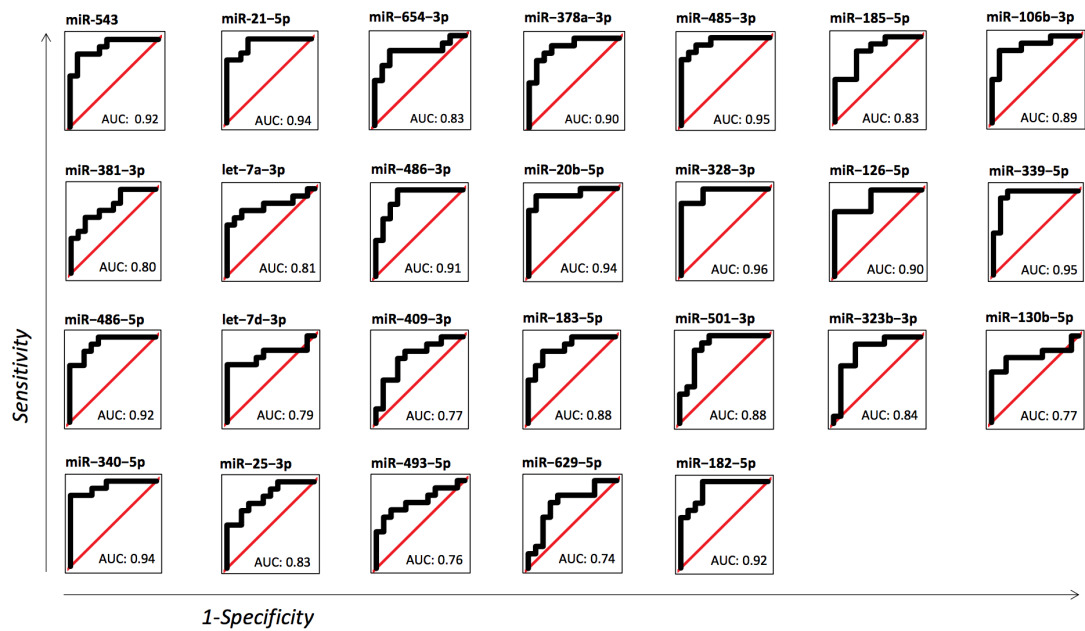 miR−543 miR−21−5p miR−654−3p miR−378a−3p miR−485−3p miR−185−5p miR−106b−3p
AUC: 0.92 AUC: 0.94 AUC: 0.83 AUC: 0.90 AUC: 0.95 AUC: 0.83 AUC: 0.89
miR−381−3p let−7a−3p miR−486−3p miR−20b−5p miR−328−3p miR−126−5p miR−339−5p
AUC: 0.80 AUC: 0.81 AUC: 0.91 AUC: 0.94 AUC: 0.96 AUC: 0.90 AUC: 0.95
miR−486−5p let−7d−3p miR−409−3p miR−183−5p miR−501−3p miR−323b−3p miR−130b−5p
AUC: 0.92 AUC: 0.79 AUC: 0.77 AUC: 0.88 AUC: 0.88 AUC: 0.84 AUC: 0.77
miR−340−5p miR−25−3p miR−493−5p miR−629−5p miR−182−5p
AUC: 0.94 AUC: 0.83 AUC: 0.76 AUC: 0.74 AUC: 0.92
Sensitivity
1-Specificity